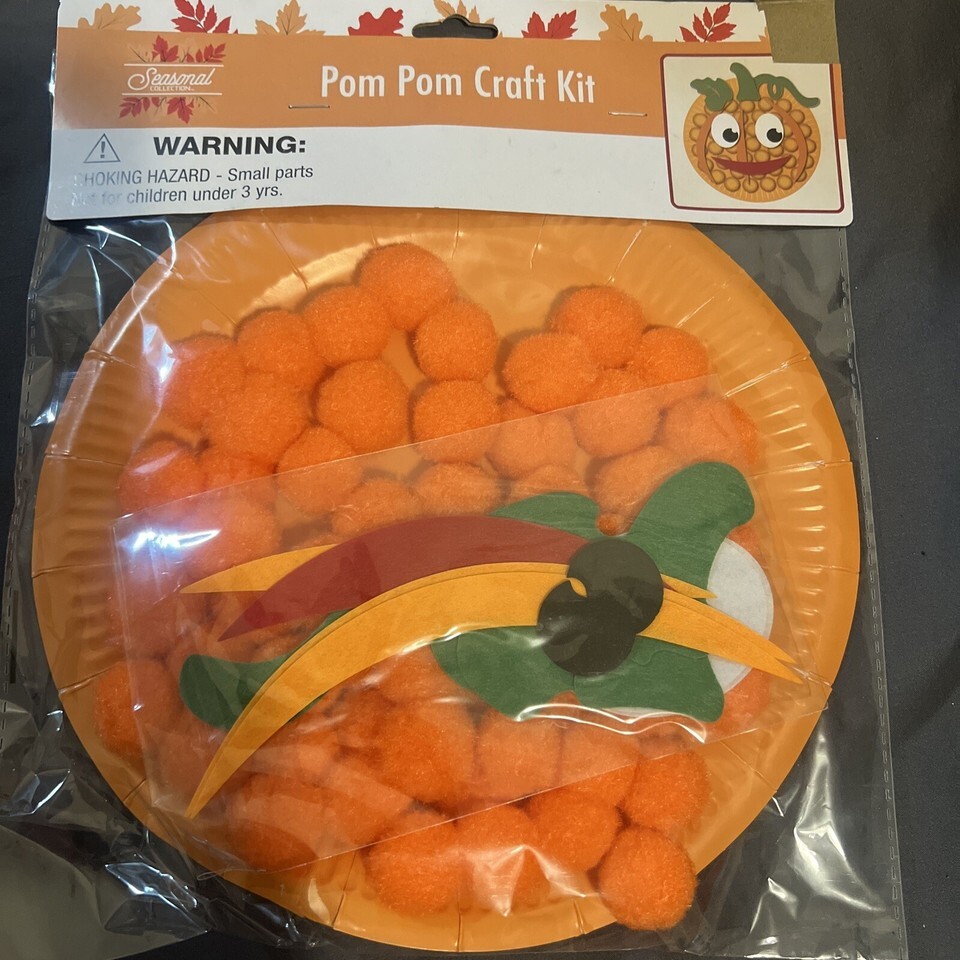 Seasonal
COLLECTION
Pom Pom Craft Kit
WARNING:
CHOKING HAZARD - Small parts
Not for children under 3 yrs.